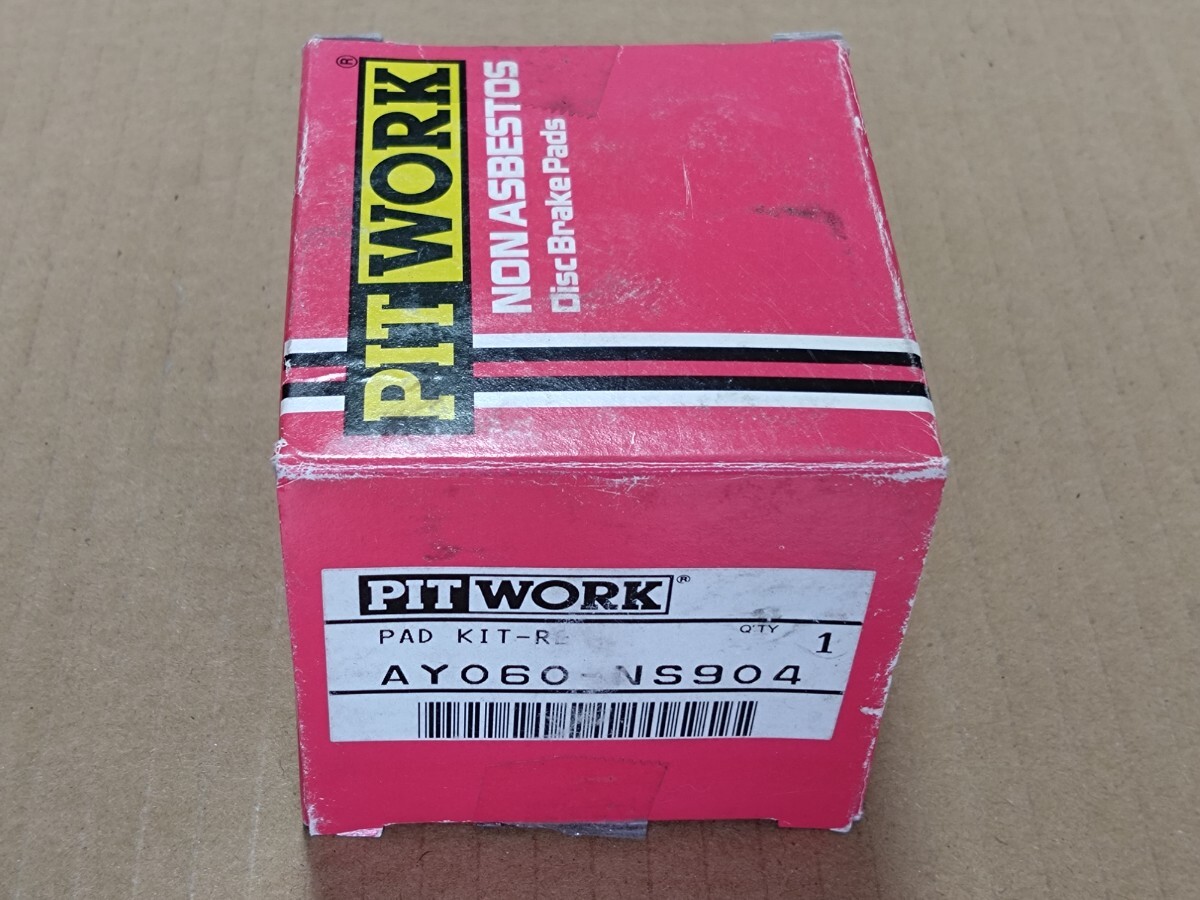 PIT WORK®
NON ASBESTOS
Disc Brake Pads
PIT WORK®
PAD KIT-RE
Q'TY 1
AY060-NS904